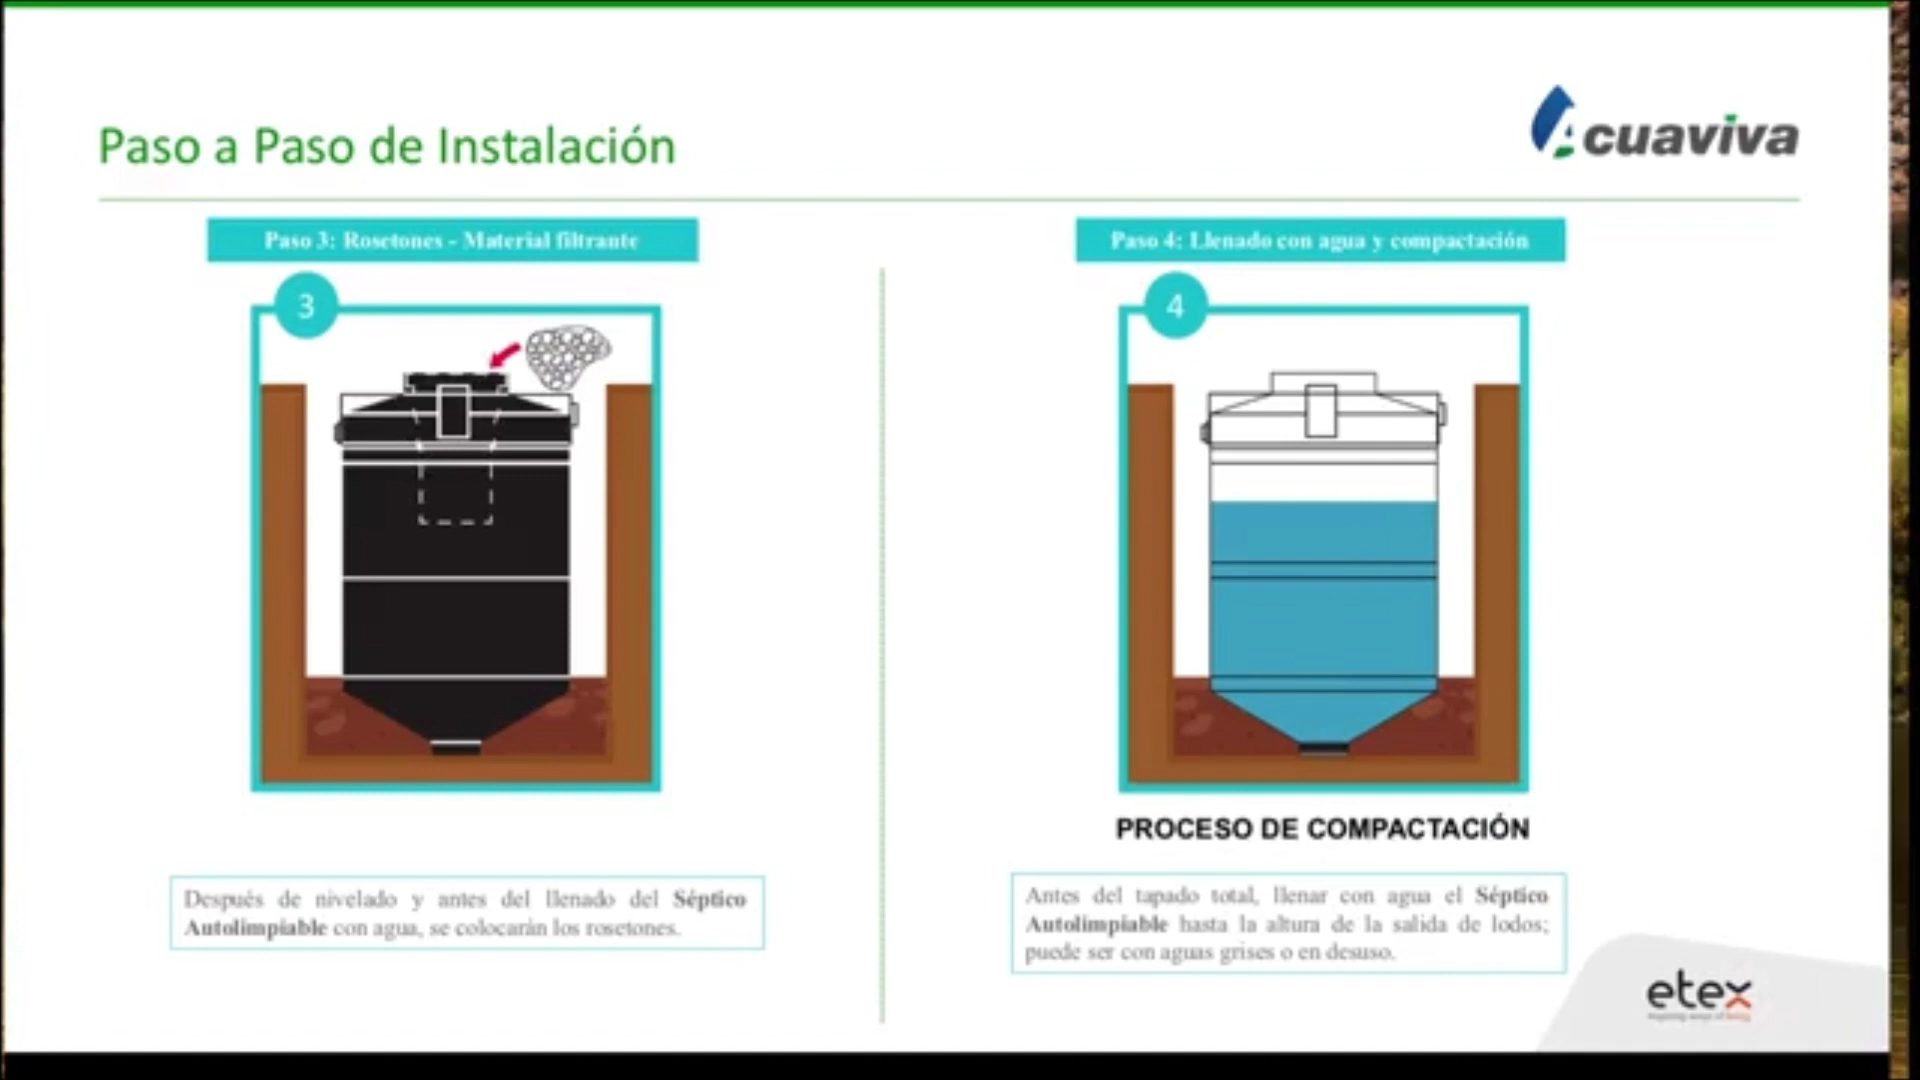 Paso a Paso de Instalación
Acuaviva
Paso 3: Rosetones - Material filtrante
3
Después de nivelado y antes del llenado del Séptico
Autolimpiable con agua, se colocarán los rosetones.
Paso 4: Llenado con agua y compactación
4
PROCESO DE COMPACTACIÓN
Antes del tapado total, llenar con agua el Séptico
Autolimpiable hasta la altura de la salida de lodos;
puede ser con aguas grises o en desuso.
etex